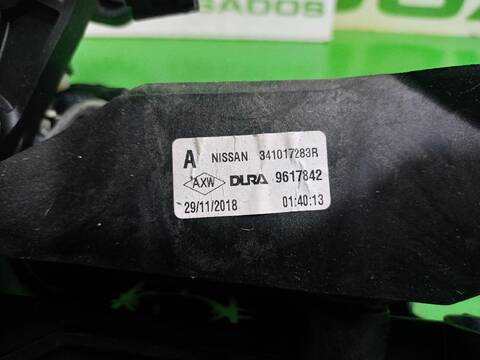 SADOS
A NISSAN 341017283R
AXW DURA 9617842
29/11/2018 01:40:13